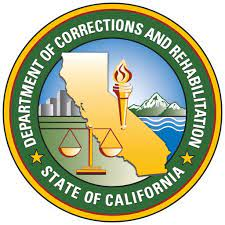 DEPARTMENT OF CORRECTIONS AND REHABILITATION
STATE OF CALIFORNIA